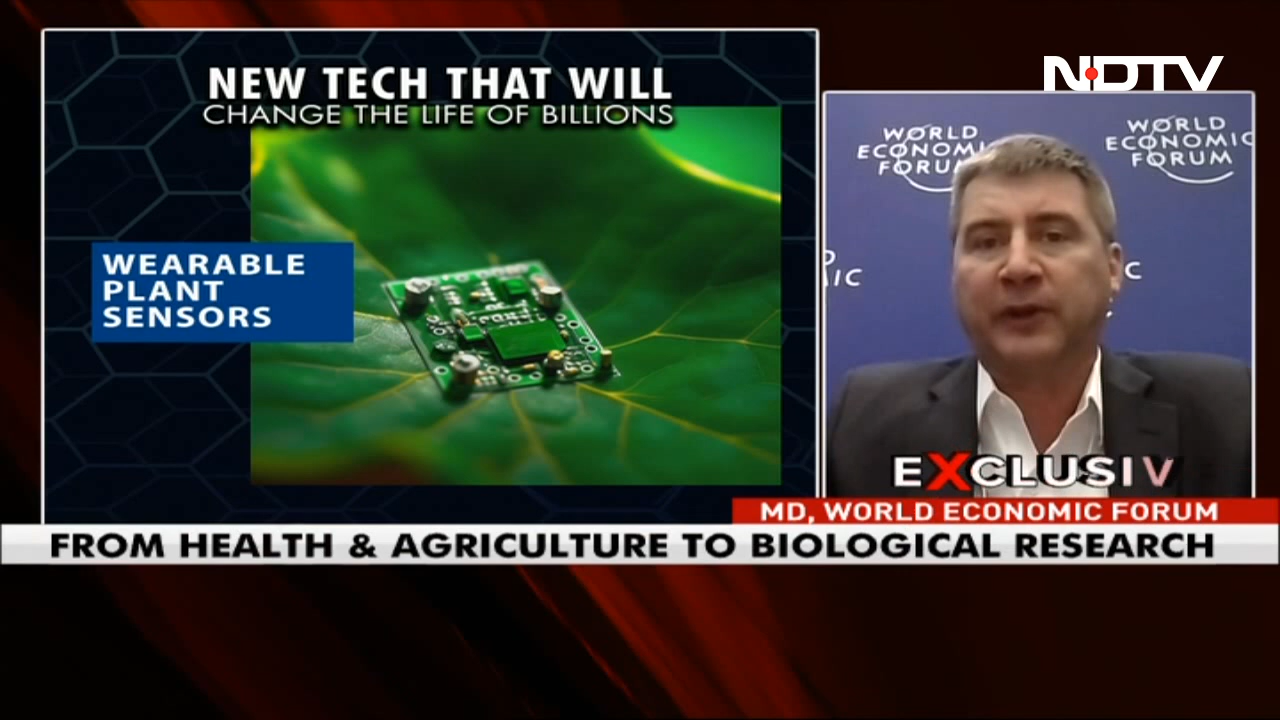 NEW TECH THAT WILL
CHANGE THE LIFE OF BILLIONS
NDTV
WORLD
ECONOMIC
FORUM
WORLD
ECONOMIC
FORUM
WEARABLE
PLANT
SENSORS
IC
C
EXCLUSIV
MD, WORLD ECONOMIC FORUM
FROM HEALTH & AGRICULTURE TO BIOLOGICAL RESEARCH